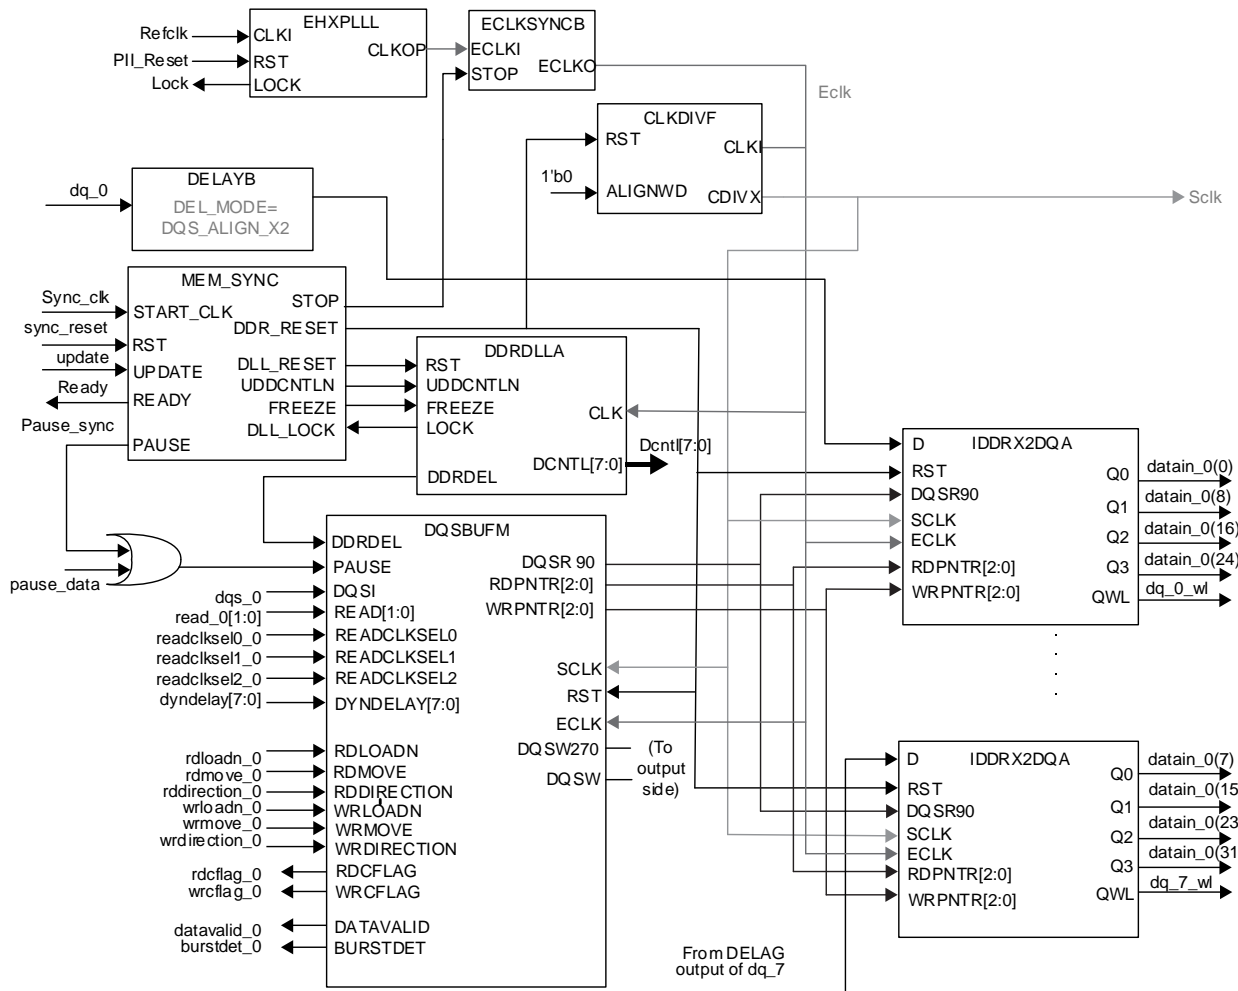 EHXPLLL
Refclk
CLKI
CLKOP
PII_Reset
RST
Lock
LOCK
ECLKSYNCB
ECLKI
STOP
ECLKO
Eclk
CLKDIVF
RST
CLKI
1'b0
ALIGNWD
CDIVX
Sclk
dq_0
DELAYB
DEL_MODE=
DQS_ALIGN_X2
MEM_SYNC
Sync_clk
START_CLK
STOP
sync_reset
RST
DDR_RESET
update
UPDATE
DLL_RESET
UDDCNTLN
Ready
READY
FREEZE
DLL_LOCK
Pause_sync
PAUSE
DDRDLLA
RST
UDDCNTLN
FREEZE
CLK
LOCK
DCNTL[7:0]
Dcntl[7:0]
DDRDEL
pause_data
DQSBUFM
DDRDEL
PAUSE
dqs_0
DQSI
read_0[1:0]
READ[1:0]
readclksel0_0
READCLKSEL0
readclksel1_0
READCLKSEL1
readclksel2_0
READCLKSEL2
dyndelay[7:0]
DYNDELAY[7:0]
rdloadn_0
RDLOADN
rdmove_0
RDMOVE
rddirection_0
RDDIRECTION
wrloadn_0
WRLOADN
wrmove_0
WRMOVE
wrdirection_0
WRDIRECTION
rdcflag_0
RDCFLAG
wrcflag_0
WRCFLAG
datavalid_0
DATAVALID
burstdet_0
BURSTDET
DQSR 90
RDPNTR[2:0]
WRPNTR[2:0]
SCLK
RST
ECLK
DQSW270
DQSW
(To
output
side)
IDDRX2DQA
D
RST
DQSR90
SCLK
ECLK
RDPNTR[2:0]
WRPNTR[2:0]
Q0
datain_0(0)
Q1
datain_0(8)
Q2
datain_0(16)
Q3
datain_0(24)
QWL
dq_0_wl
IDDRX2DQA
D
RST
DQSR90
SCLK
ECLK
RDPNTR[2:0]
WRPNTR[2:0]
Q0
datain_0(7)
Q1
datain_0(15
Q2
datain_0(23
Q3
datain_0(31
QWL
dq_7_wl
From DELAG
output of dq_7